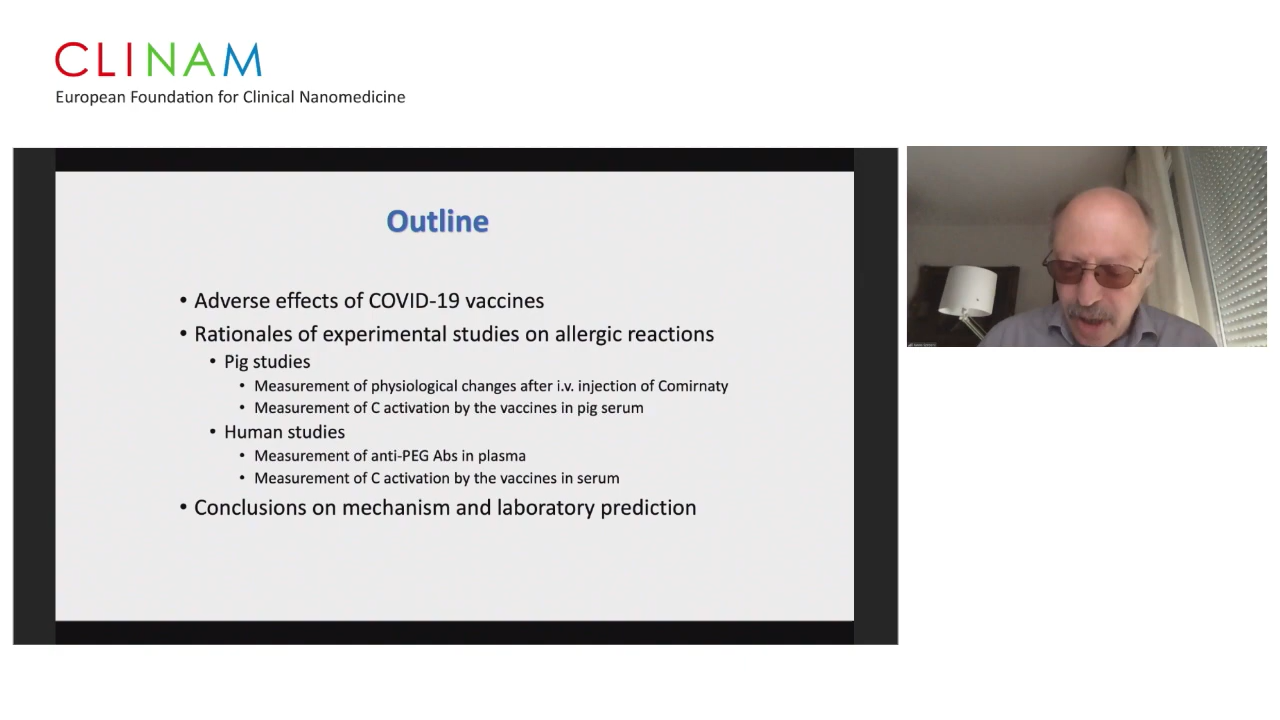 CLINAM
European Foundation for Clinical Nanomedicine
Outline
• Adverse effects of COVID-19 vaccines
• Rationales of experimental studies on allergic reactions
• Pig studies
• Measurement of physiological changes after i.v. injection of Comirnaty
• Measurement of C activation by the vaccines in pig serum
• Human studies
• Measurement of anti-PEG Abs in plasma
• Measurement of C activation by the vaccines in serum
• Conclusions on mechanism and laboratory prediction